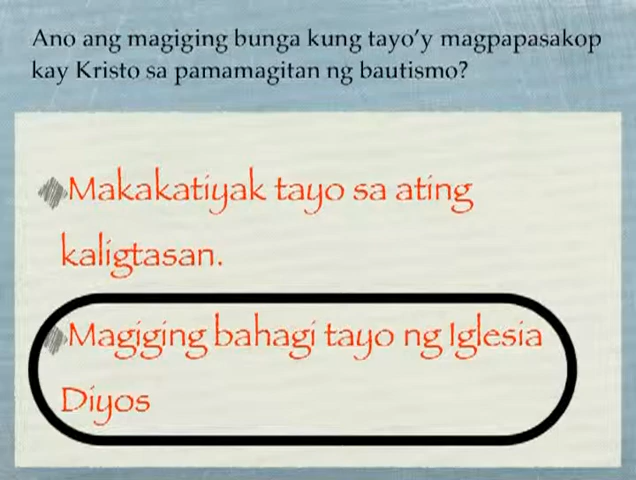 Ano ang magiging bunga kung tayo’y magpapasakop
kay Kristo sa pamamagitan ng bautismo?
Makakatiyak tayo sa ating
kaligtasan.
Magiging bahagi tayo ng Iglesia
Diyos